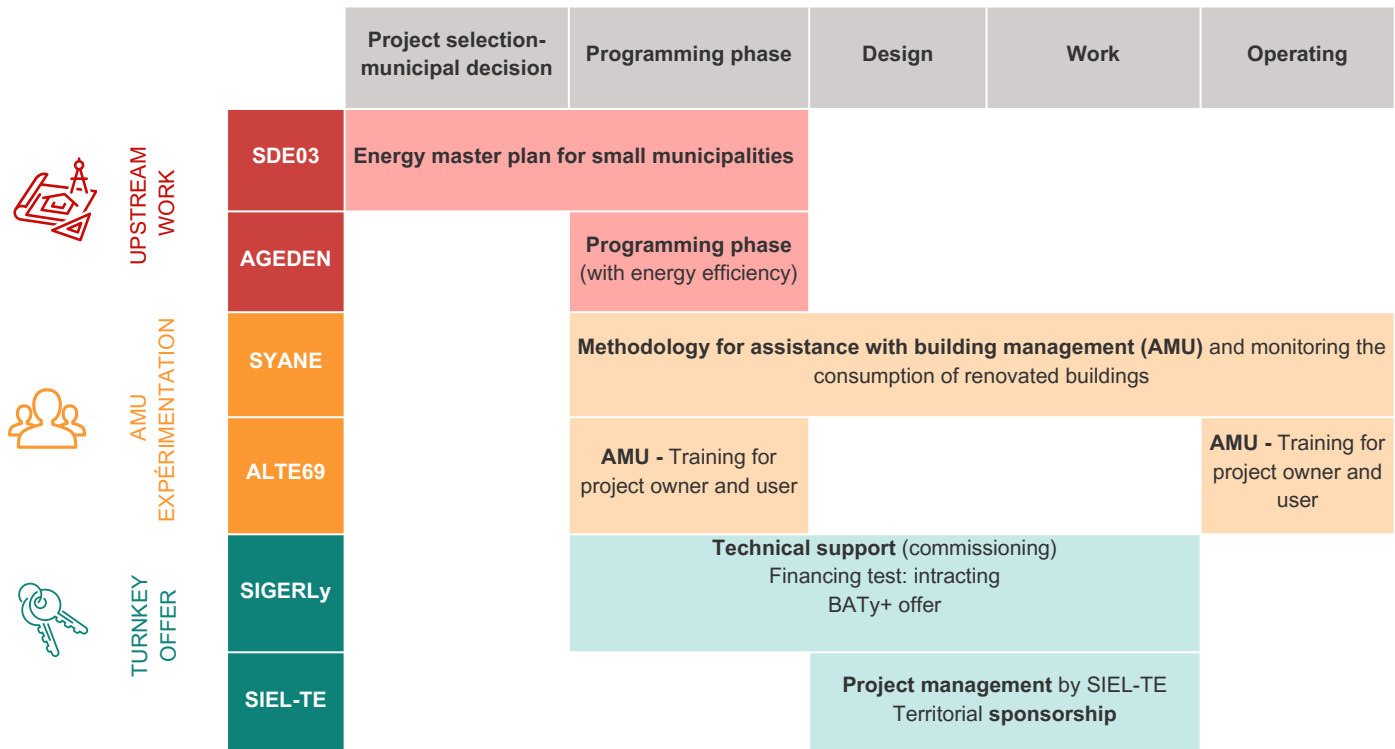 Project selection-
municipal decision
Programming phase
Design
Work
Operating
UPSTREAM
WORK
SDE03
Energy master plan for small municipalities
AGEDEN
Programming phase
(with energy efficiency)
AMU
EXPÉRIMENTATION
SYANE
Methodology for assistance with building management (AMU) and monitoring the
consumption of renovated buildings
ALTE69
AMU - Training for
project owner and user
AMU - Training for
project owner and
user
TURNKEY
OFFER
SIGERLy
Technical support (commissioning)
Financing test: intracting
BATy+ offer
SIEL-TE
Project management by SIEL-TE
Territorial sponsorship